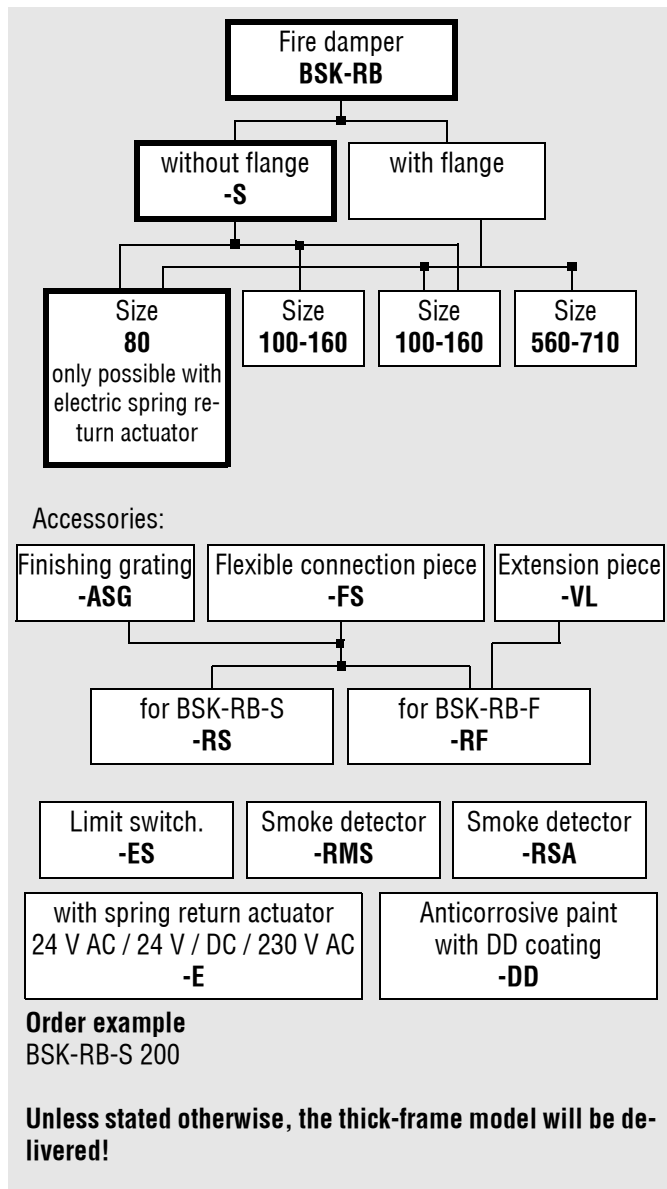 Fire damper
BSK-RB
without flange
-S
with flange
Size
80
only possible with
electric spring re-
turn actuator
Size
100-160
Size
100-160
Size
560-710
Accessories:
Finishing grating
-ASG
Flexible connection piece
-FS
Extension piece
-VL
for BSK-RB-S
-RS
for BSK-RB-F
-RF
Limit switch.
-ES
Smoke detector
-RMS
Smoke detector
-RSA
with spring return actuator
24 V AC / 24 V / DC / 230 V AC
-E
Anticorrosive paint
with DD coating
-DD
Order example
BSK-RB-S 200
Unless stated otherwise, the thick-frame model will be de-
livered!